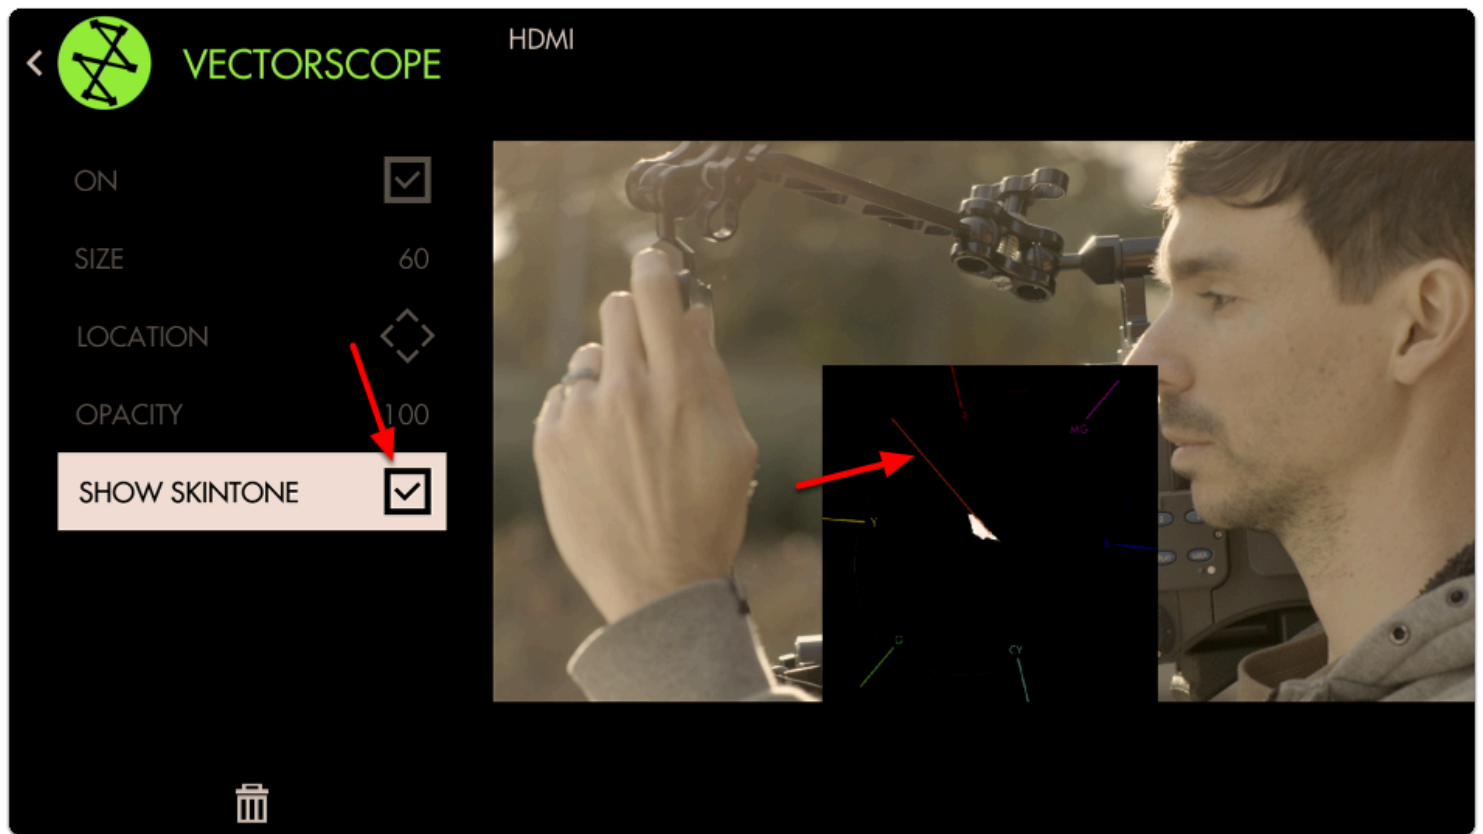 VECTORSCOPE
HDMI
ON
SIZE 60
LOCATION
OPACITY 100
SHOW SKINTONE
R
MG
Y
G
CY